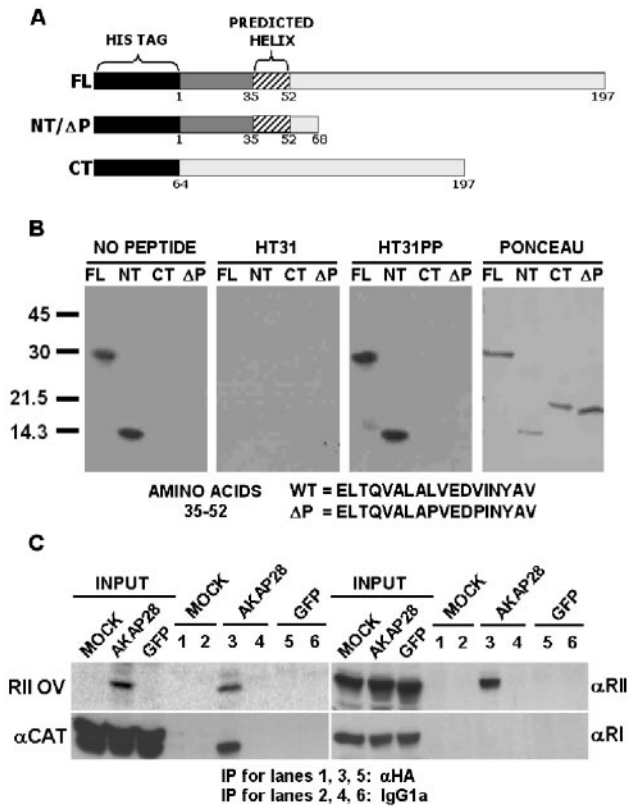 A
PREDICTED
HIS TAG HELIX
FL
1 35 52 197
NT/ΔP
1 35 52 68
CT
64 197
B
NO PEPTIDE HT31 HT31PP PONCEAU
FL NT CT ΔP FL NT CT ΔP FL NT CT ΔP FL NT CT ΔP
45
30
21.5
14.3
AMINO ACIDS WT = ELTQVALALVEDVINYAV
35-52 ΔP = ELTQVALAPVEDPINYAV
C
INPUT MOCK AKAP28 GFP INPUT MOCK AKAP28 GFP
MOCK AKAP28 GFP 1 2 3 4 5 6 MOCK AKAP28 GFP 1 2 3 4 5 6
RII OV αRII
αCAT αRI
IP for lanes 1, 3, 5: αHA
IP for lanes 2, 4, 6: IgG1a